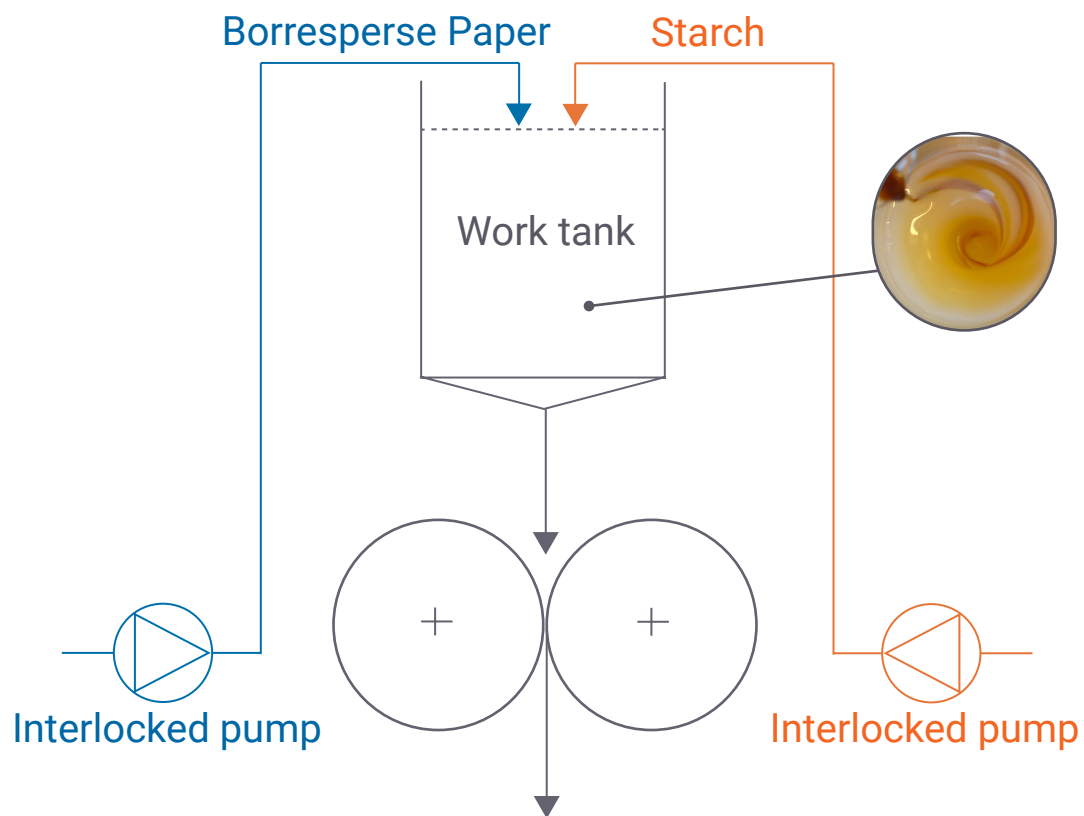 Borresperse Paper
Starch
Work tank
Interlocked pump
Interlocked pump